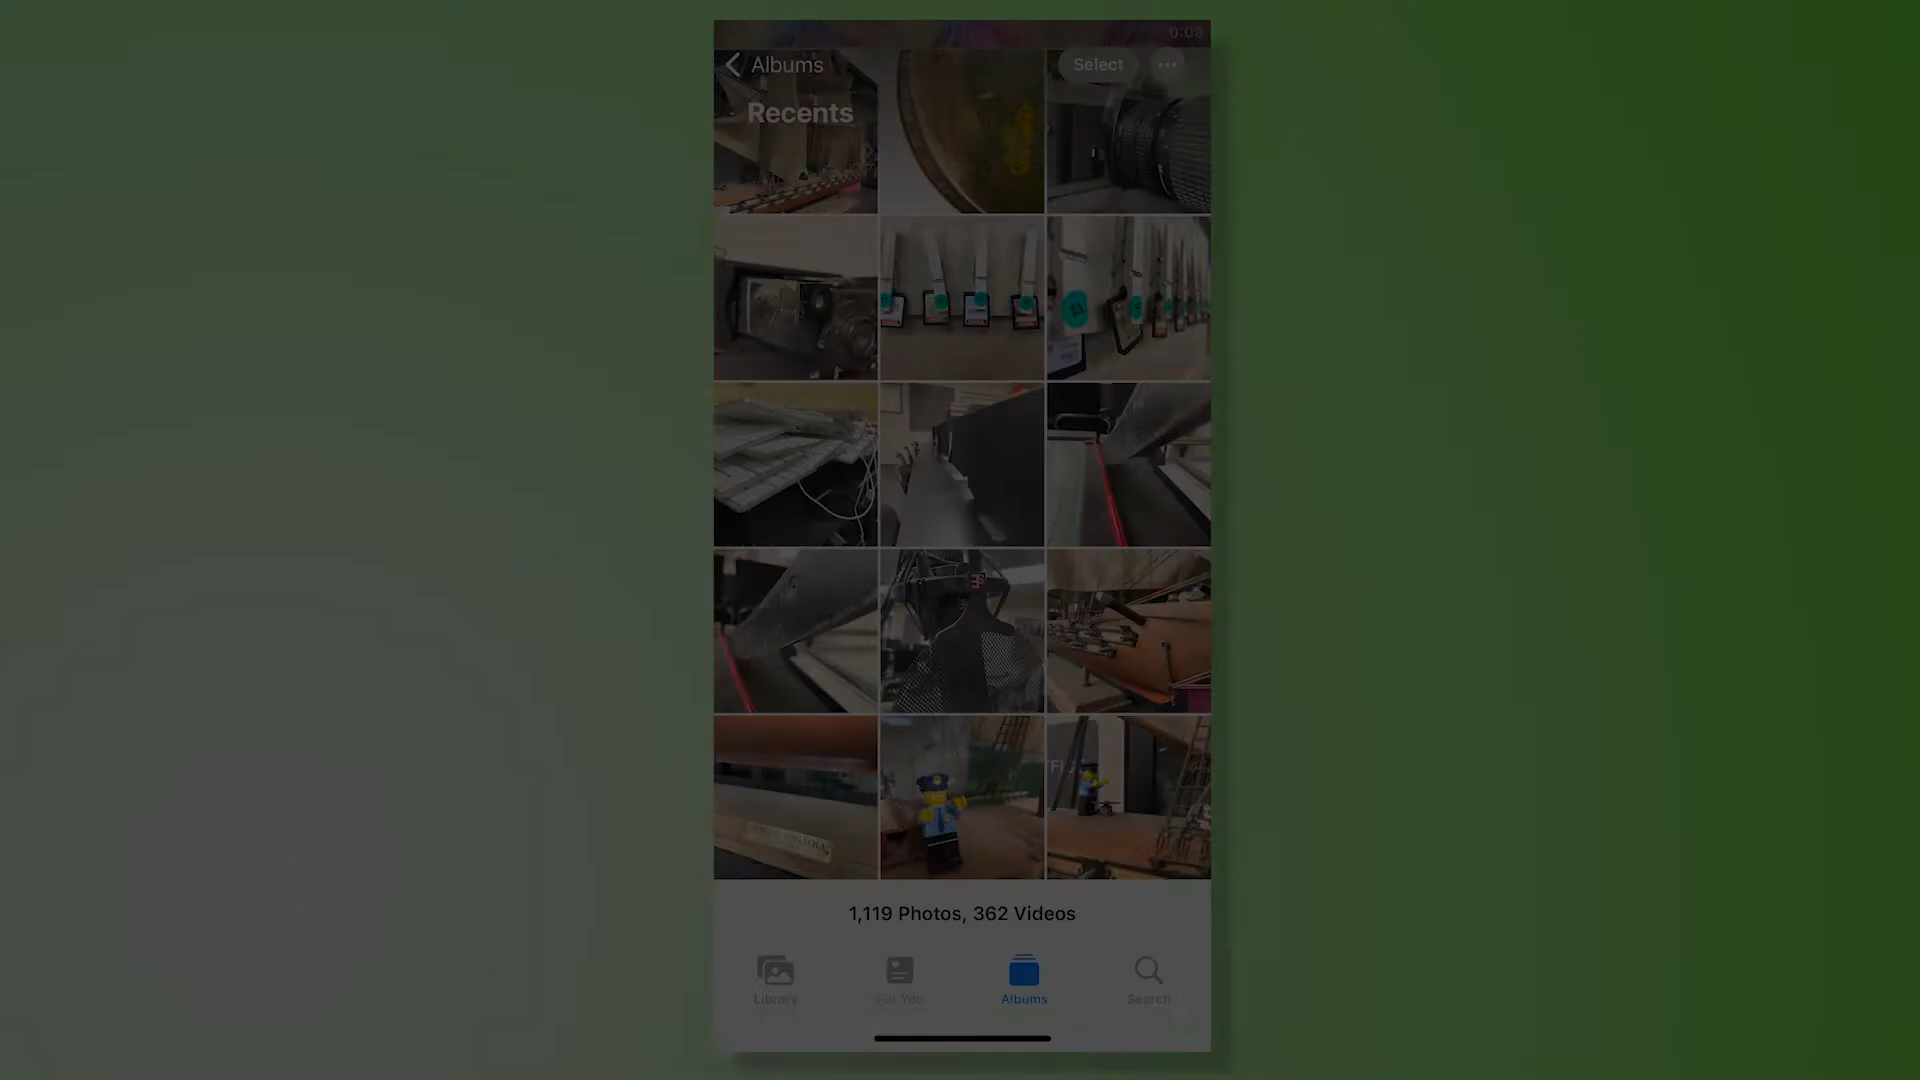 0:08
Albums
Select
Recents
1,119 Photos, 362 Videos
Library
For You
Albums
Search